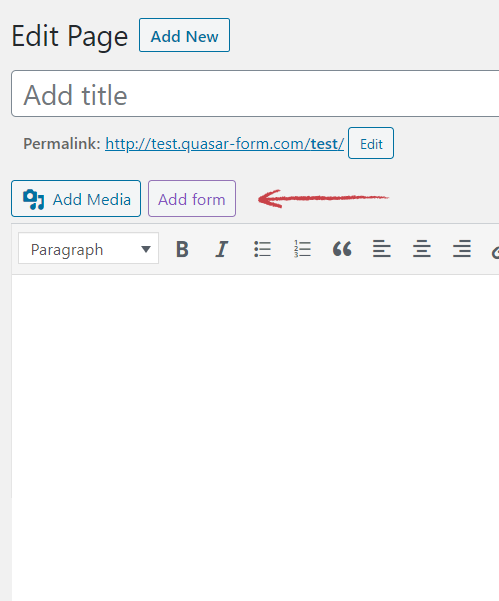 Edit Page Add New
Add title
Permalink: http://test.quasar-form.com/test/ Edit
Add Media Add form
Paragraph B I